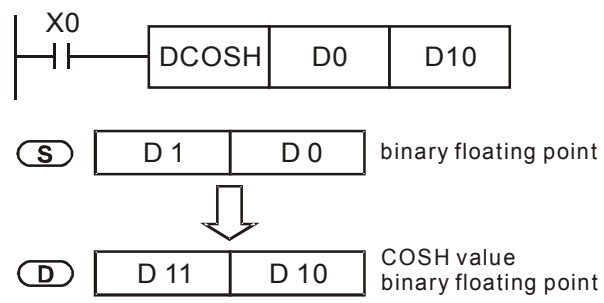 X0
DCOSH D0 D10
S D 1 D 0 binary floating point
D D 11 D 10 COSH value
binary floating point